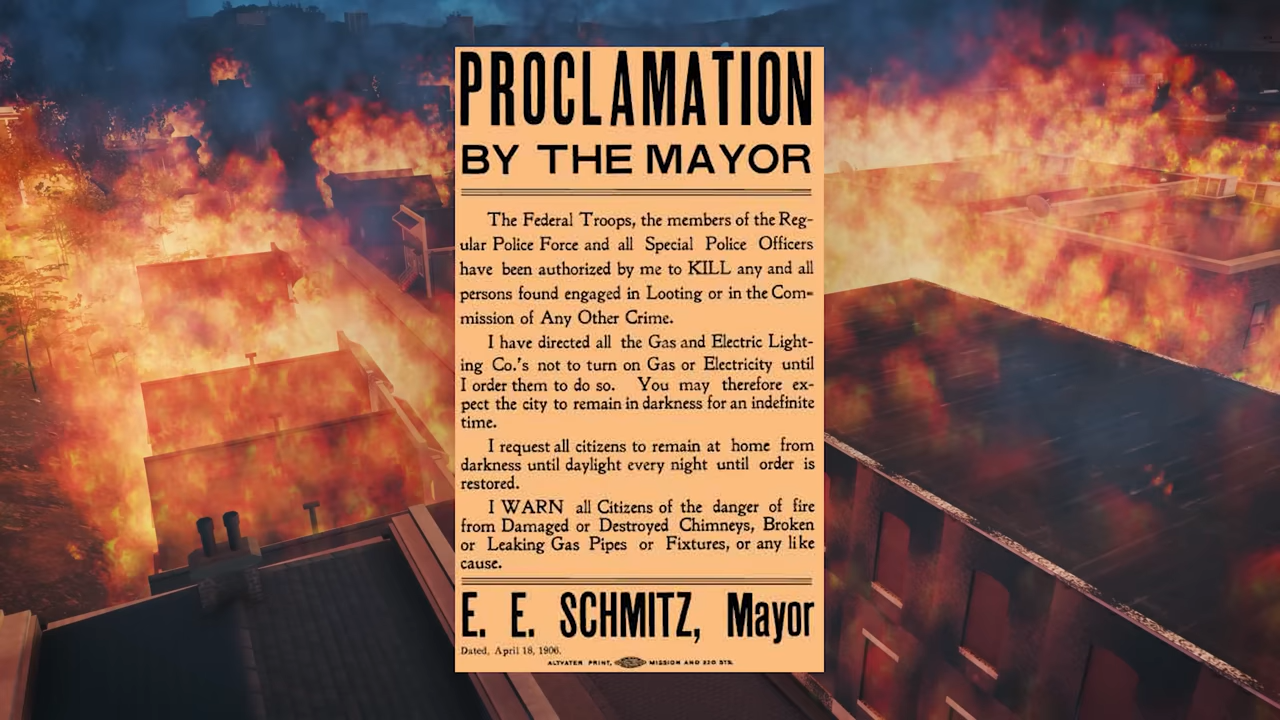 PROCLAMATION
BY THE MAYOR
The Federal Troops, the members of the Reg-
ular Police Force and all Special Police Officers
have been authorized by me to KILL any and all
persons found engaged in Looting or in the Com-
mission of Any Other Crime.
I have directed all the Gas and Electric Light-
ing Co.'s not to turn on Gas or Electricity until
I order them to do so. You may therefore ex-
pect the city to remain in darkness for an indefinite
time.
I request all citizens to remain at home from
darkness until daylight every night until order is
restored.
I WARN all Citizens of the danger of fire
from Damaged or Destroyed Chimneys, Broken
or Leaking Gas Pipes or Fixtures, or any like
cause.
E. E. SCHMITZ, Mayor
Dated, April 18, 1906.
ALTVATER PRINT, MISSION AND 22D STS.